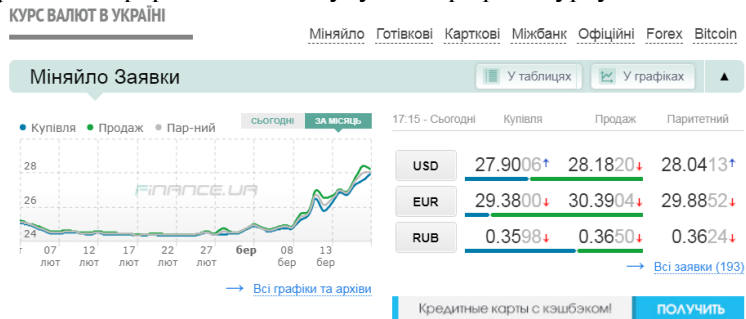 КУРС ВАЛЮТ В УКРАЇНІ
Міняйло Готівкові Карткові Міжбанк Офіційні Forex Bitcoin
Міняйло Заявки У таблицях У графіках ▲
Купівля Продаж Пар-ний СЬОГОДНІ ЗА МІСЯЦЬ
28
26
24
FINANCE.UA
07 лют 12 лют 17 лют 22 лют 27 лют бер 08 бер 13 бер
→ Всі графіки та архіви
17:15 - Сьогодні Купівля Продаж Паритетний
USD 27.9006↑ 28.1820↓ 28.0413↑
EUR 29.3800↓ 30.3904↓ 29.8852↓
RUB 0.3598↓ 0.3650↓ 0.3624↓
→ Всі заявки (193)
Кредитные карты с кэшбэком! ПОЛУЧИТЬ